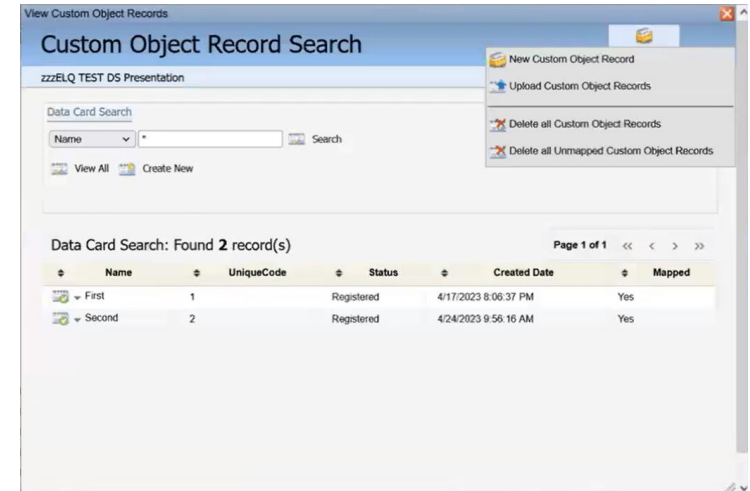 View Custom Object Records
Custom Object Record Search
zzzELQ TEST DS Presentation
New Custom Object Record
Upload Custom Object Records
Delete all Custom Object Records
Delete all Unmapped Custom Object Records
Data Card Search
Name * Search
View All Create New
Data Card Search: Found 2 record(s) Page 1 of 1 << < > >>
Name UniqueCode Status Created Date Mapped
First 1 Registered 4/17/2023 8:06:37 PM Yes
Second 2 Registered 4/24/2023 9:56:16 AM Yes